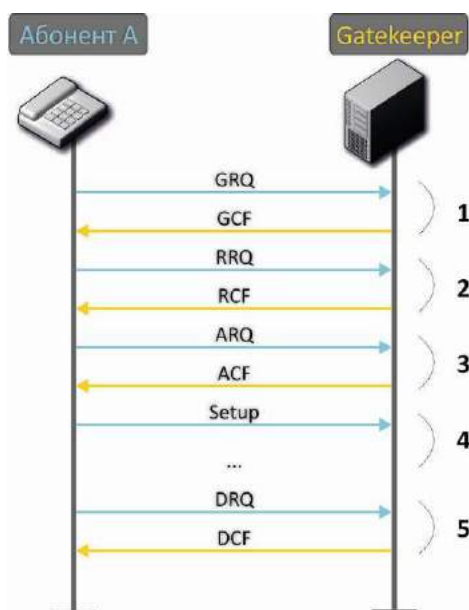 Абонент А
Gatekeeper
GRQ
1
GCF
RRQ
2
RCF
ARQ
3
ACF
Setup
4
...
DRQ
5
DCF